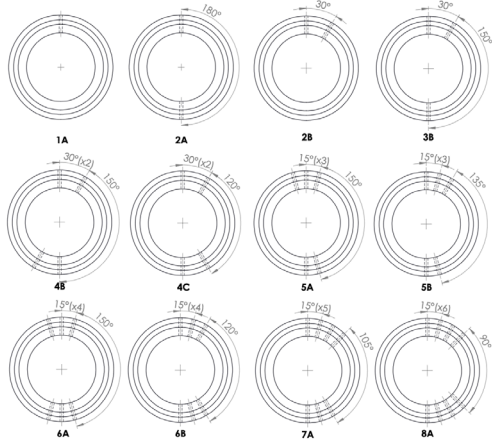 180° 30° 30° 150°
1A 2A 2B 3B
30°(x2) 150° 30°(x2) 120° 15°(x3) 150° 15°(x3) 135°
4B 4C 5A 5B
15°(x4) 150° 15°(x4) 120° 15°(x5) 105° 15°(x6) 90°
6A 6B 7A 8A